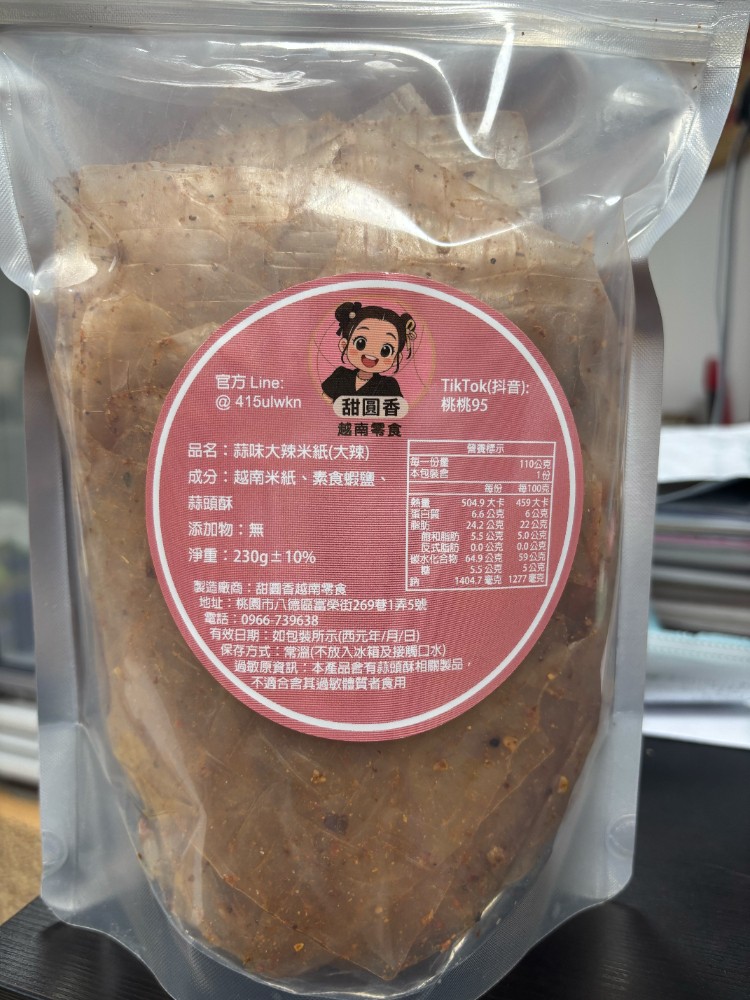 官方 Line:
@ 415ulwkn
TikTok(抖音):
桃桃95
甜圓香
越南零食
品名：蒜味大辣米紙(大辣)
成分：越南米紙、素食蝦鹽、
蒜頭酥
添加物：無
淨重：230g±10%
營養標示
每一份量 110公克
本包裝含 1份
每份 每100克
熱量 504.9 大卡 459 大卡
蛋白質 6.6 公克 6 公克
脂肪 24.2 公克 22 公克
飽和脂肪 5.5 公克 5.0 公克
反式脂肪 0.0 公克 0.0 公克
碳水化合物 64.9 公克 59 公克
糖 5.5 公克 5 公克
鈉 1404.7 毫克 1277 毫克
製造廠商：甜圓香越南零食
地址：桃園市八德區富榮街269巷1弄5號
電話：0966-739638
有效日期：如包裝所示(西元年/月/日)
保存方式：常溫(不放入冰箱及接觸口水)
過敏原資訊：本產品含有蒜頭酥相關製品，
不適合含其過敏體質者食用